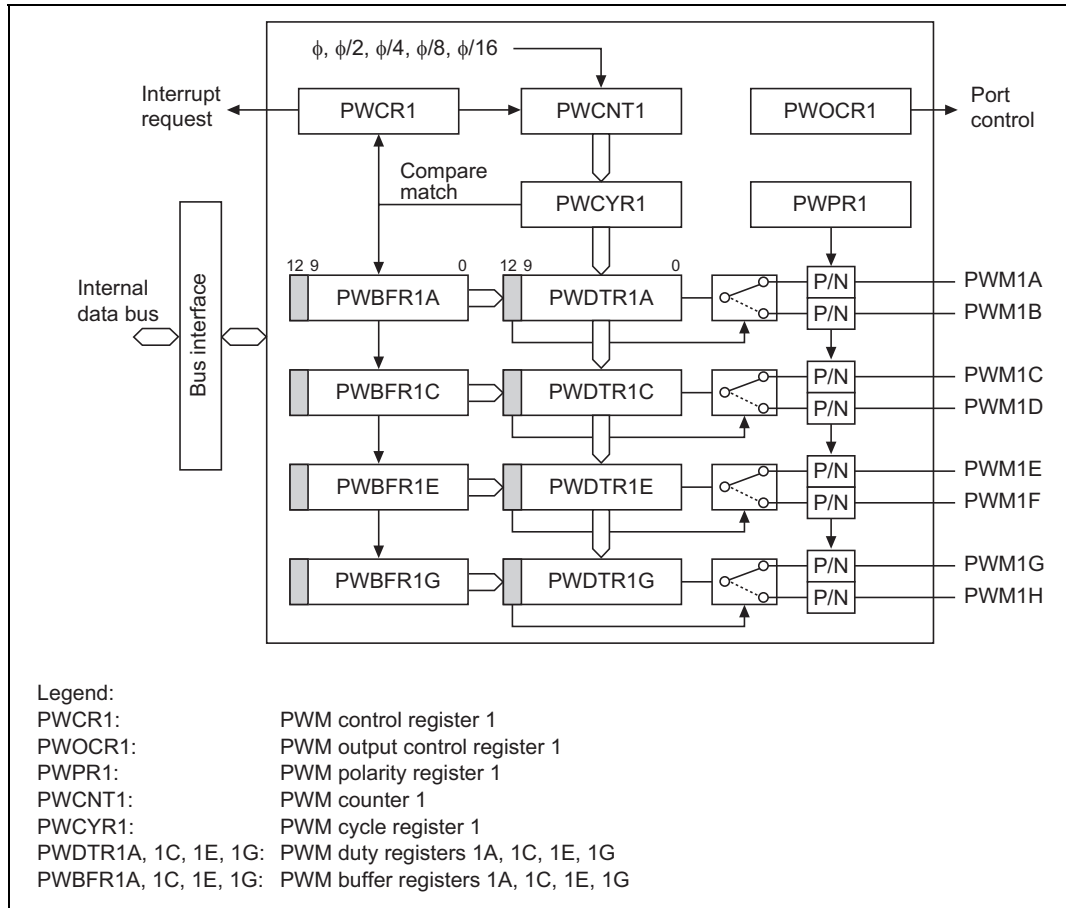 ϕ, ϕ/2, ϕ/4, ϕ/8, ϕ/16
Interrupt
request
PWCR1
PWCNT1
PWOCR1
Port
control
Compare
match
PWCYR1
PWPR1
Internal
data bus
Bus interface
12 9 0
PWBFR1A
12 9 0
PWDTR1A
P/N
PWM1A
P/N
PWM1B
PWBFR1C
PWDTR1C
P/N
PWM1C
P/N
PWM1D
PWBFR1E
PWDTR1E
P/N
PWM1E
P/N
PWM1F
PWBFR1G
PWDTR1G
P/N
PWM1G
P/N
PWM1H
Legend:
PWCR1: PWM control register 1
PWOCR1: PWM output control register 1
PWPR1: PWM polarity register 1
PWCNT1: PWM counter 1
PWCYR1: PWM cycle register 1
PWDTR1A, 1C, 1E, 1G: PWM duty registers 1A, 1C, 1E, 1G
PWBFR1A, 1C, 1E, 1G: PWM buffer registers 1A, 1C, 1E, 1G